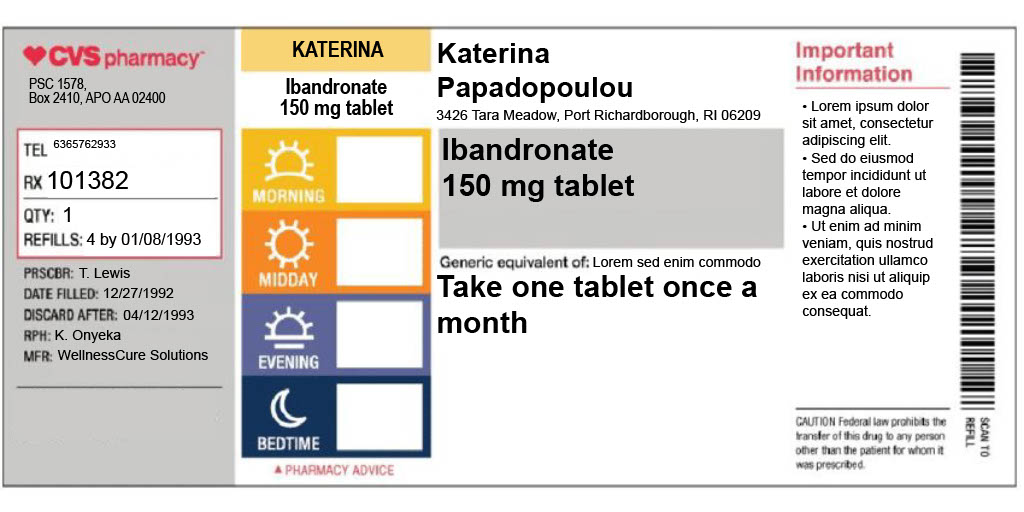 CVS pharmacy
PSC 1578,
Box 2410, APO AA 02400
TEL 6365762933
RX 101382
QTY: 1
REFILLS: 4 by 01/08/1993
PRSCBR: T. Lewis
DATE FILLED: 12/27/1992
DISCARD AFTER: 04/12/1993
RPH: K. Onyeka
MFR: WellnessCure Solutions
KATERINA
Ibandronate
150 mg tablet
MORNING
MIDDAY
EVENING
BEDTIME
▲ PHARMACY ADVICE
Katerina
Papadopoulou
3426 Tara Meadow, Port Richardborough, RI 06209
Ibandronate
150 mg tablet
Generic equivalent of: Lorem sed enim commodo
Take one tablet once a
month
Important
Information
• Lorem ipsum dolor
sit amet, consectetur
adipiscing elit.
• Sed do eiusmod
tempor incididunt ut
labore et dolore
magna aliqua.
• Ut enim ad minim
veniam, quis nostrud
exercitation ullamco
laboris nisi ut aliquip
ex ea commodo
consequat.
CAUTION Federal law prohibits the
transfer of this drug to any person
other than the patient for whom it
was prescribed.
SCAN TO
REFILL